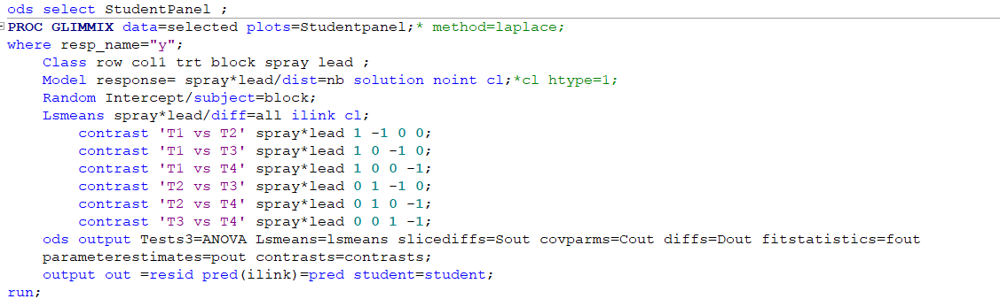 ods select StudentPanel ;
PROC GLIMMIX data=selected plots=Studentpanel;* method=laplace;
where resp_name="y";
Class row col1 trt block spray lead ;
Model response= spray*lead/dist=nb solution noint cl;*cl htype=1;
Random Intercept/subject=block;
Lsmeans spray*lead/diff=all ilink cl;
contrast 'T1 vs T2' spray*lead 1 -1 0 0;
contrast 'T1 vs T3' spray*lead 1 0 -1 0;
contrast 'T1 vs T4' spray*lead 1 0 0 -1;
contrast 'T2 vs T3' spray*lead 0 1 -1 0;
contrast 'T2 vs T4' spray*lead 0 1 0 -1;
contrast 'T3 vs T4' spray*lead 0 0 1 -1;
ods output Tests3=ANOVA Lsmeans=lsmeans slicediffs=Sout covparms=Cout diffs=Dout fitstatistics=fout
parameterestimates=pout contrasts=contrasts;
output out =resid pred(ilink)=pred student=student;
run;